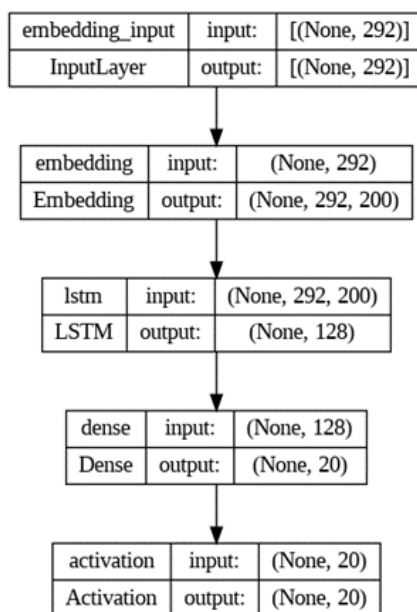 embedding_input input: [(None, 292)]
InputLayer output: [(None, 292)]
embedding input: (None, 292)
Embedding output: (None, 292, 200)
lstm input: (None, 292, 200)
LSTM output: (None, 128)
dense input: (None, 128)
Dense output: (None, 20)
activation input: (None, 20)
Activation output: (None, 20)